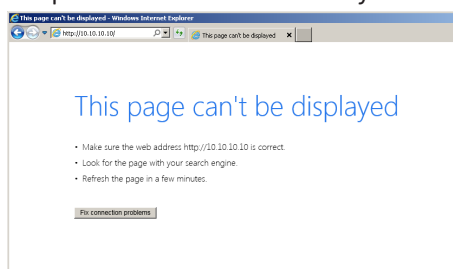 This page can't be displayed - Windows Internet Explorer
http://10.10.10.10/
This page can't be displayed
This page can't be displayed
• Make sure the web address http://10.10.10.10 is correct.
• Look for the page with your search engine.
• Refresh the page in a few minutes.
Fix connection problems